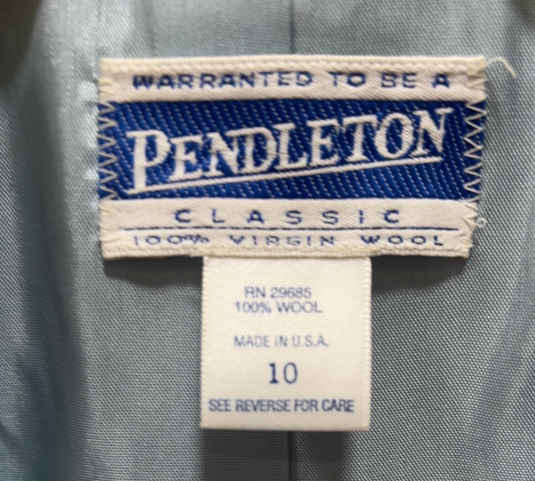 WARRANTED TO BE A
PENDLETON
CLASSIC
100% VIRGIN WOOL
RN 29685
100% WOOL
MADE IN U.S.A.
10
SEE REVERSE FOR CARE